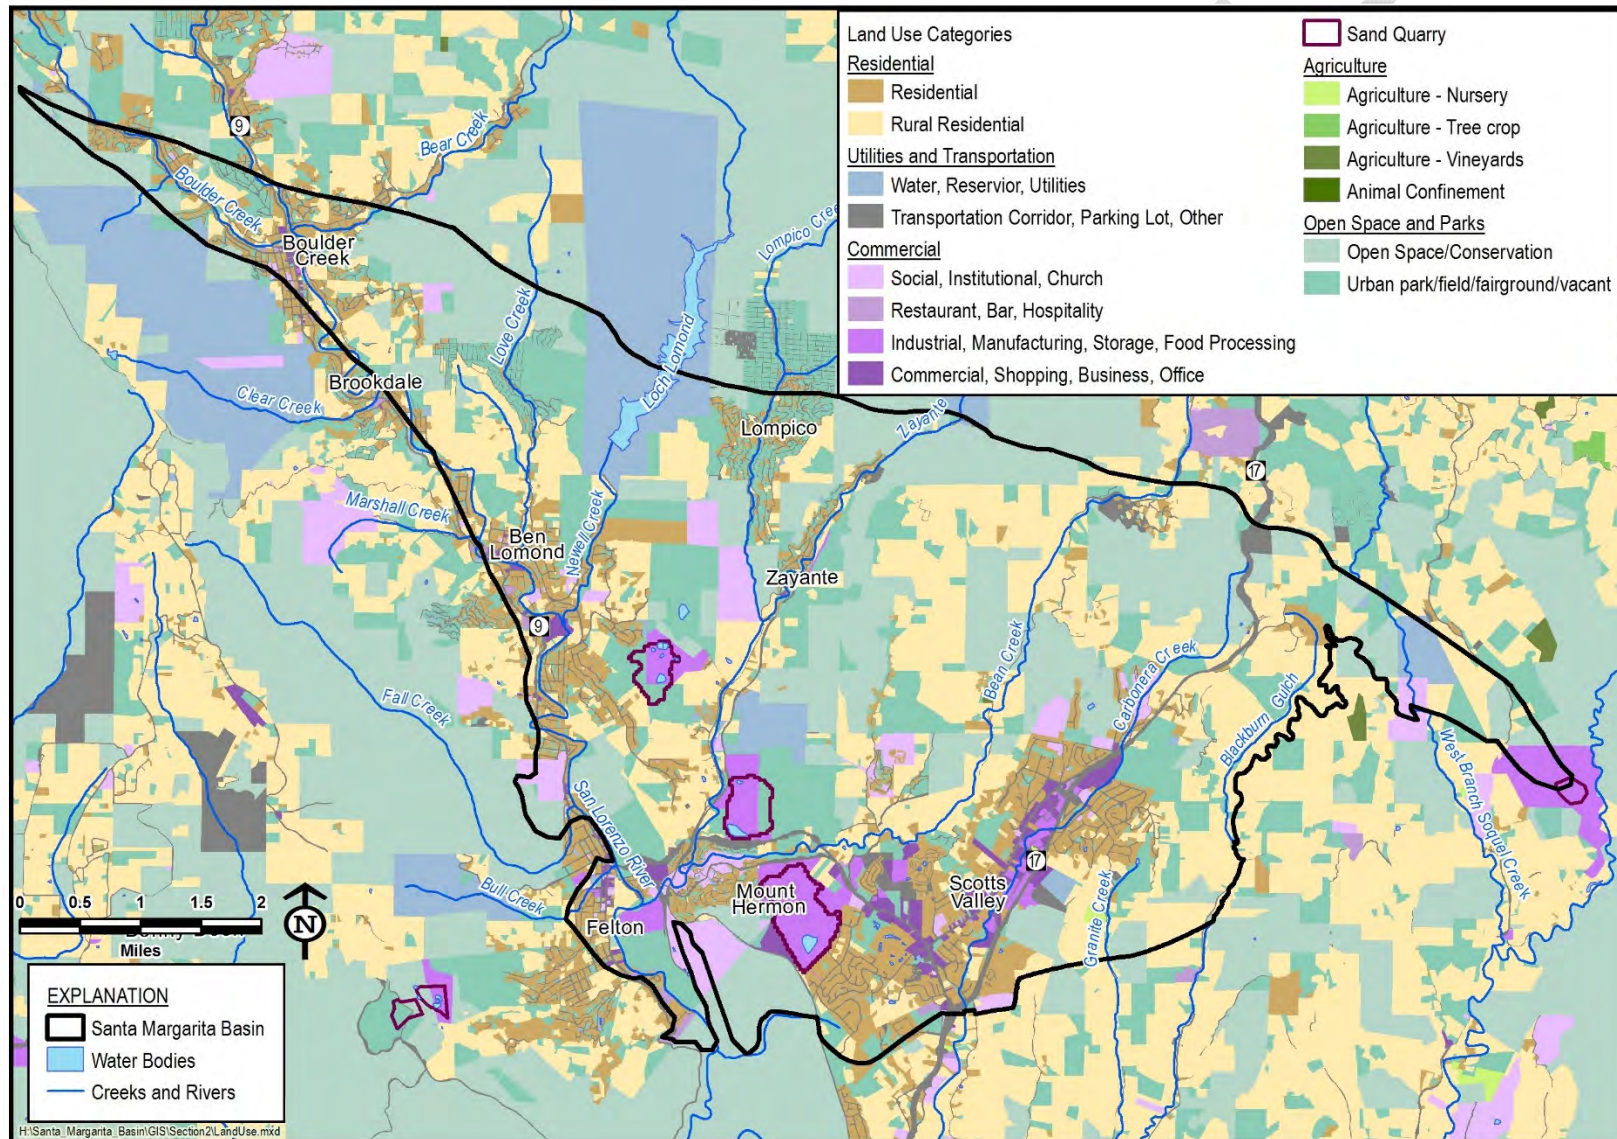 Land Use Categories
Residential
Residential
Rural Residential
Utilities and Transportation
Water, Reservior, Utilities
Transportation Corridor, Parking Lot, Other
Commercial
Social, Institutional, Church
Restaurant, Bar, Hospitality
Industrial, Manufacturing, Storage, Food Processing
Commercial, Shopping, Business, Office
Sand Quarry
Agriculture
Agriculture - Nursery
Agriculture - Tree crop
Agriculture - Vineyards
Animal Confinement
Open Space and Parks
Open Space/Conservation
Urban park/field/fairground/vacant
9
Bear Creek
Boulder Creek
Boulder
Creek
Love Creek
Loch Lomond
Lompico
Brookdale
Clear Creek
Lompico
Zayante
17
Marshall Creek
Ben
Lomond
Newell Creek
Zayante
9
Bean Creek
Carbonera Creek
Blackburn Gulch
West Branch Soquel Creek
Fall Creek
San Lorenzo River
Bull Creek
Felton
Mount
Hermon
Scotts
Valley
17
Granite Creek
0 0.5 1 1.5 2
Miles
N
EXPLANATION
Santa Margarita Basin
Water Bodies
Creeks and Rivers
H:\Santa_Margarita_Basin\GIS\Section2\LandUse.mxd